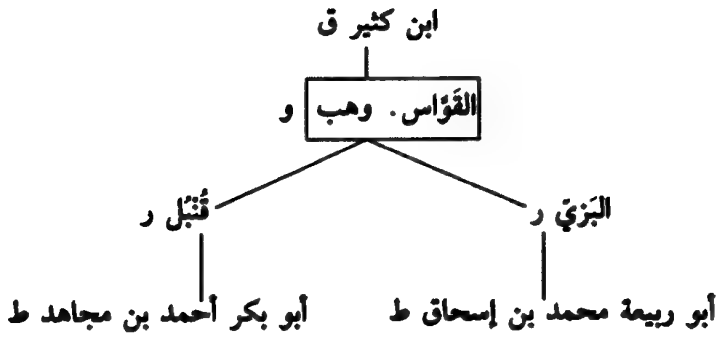 ابن كثير ق
القَوَّاس. وهب و
البَزيّ ر قُنْبُل ر
أبو ربيعة محمد بن إسحاق ط أبو بكر أحمد بن مجاهد ط